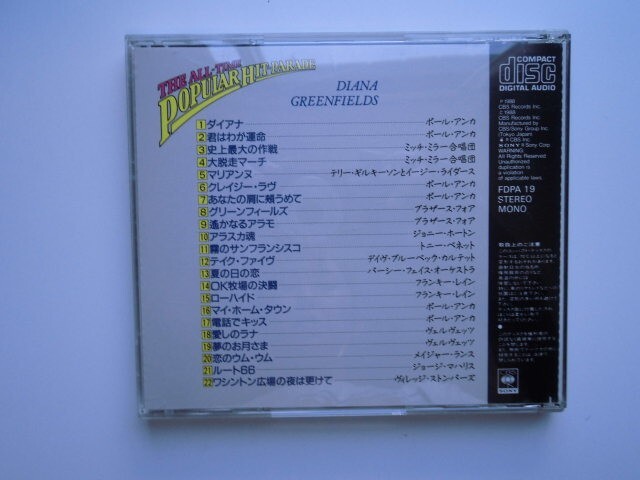 THE ALL-TIME
POPULAR HIT PARADE
DIANA
GREENFIELDS
1 ダイアナ ポール・アンカ
2 君はわが運命 ポール・アンカ
3 史上最大の作戦 ミッチ・ミラー合唱団
4 大脱走マーチ ミッチ・ミラー合唱団
5 マリアンヌ テリー・ギルキーソンとイージー・ライダース
6 クレイジー・ラヴ ポール・アンカ
7 あなたの肩に頬うめて ポール・アンカ
8 グリーンフィールズ ブラザース・フォア
9 遙かなるアラモ ブラザース・フォア
10 アラスカ魂 ジョニー・ホートン
11 霧のサンフランシスコ トニー・ベネット
12 テイク・ファイヴ デイヴ・ブルーベック・カルテット
13 夏の日の恋 パーシー・フェイス・オーケストラ
14 OK牧場の決闘 フランキー・レイン
15 ローハイド フランキー・レイン
16 マイ・ホーム・タウン ポール・アンカ
17 電話でキッス ポール・アンカ
18 愛しのラナ ヴェルヴェッツ
19 夢のお月さま ヴェルヴェッツ
20 恋のウム・ウム メイジャー・ランス
21 ルート66 ジョージ・マハリス
22 ワシントン広場の夜は更けて ヴィレッジ・ストンパーズ
COMPACT
disc
DIGITAL AUDIO
℗1988
CBS Records Inc.
©1988
CBS Records Inc.
Manufactured by
CBS/Sony Group Inc.
(Tokyo Japan)
CBS Inc.
SONY Sony Corp
WARNING
All Rights Reserved
Unauthorized
duplication is
a violation
of applicable laws.
FDPA 19
STEREO
MONO
取扱上のご注意
CBS
SONY